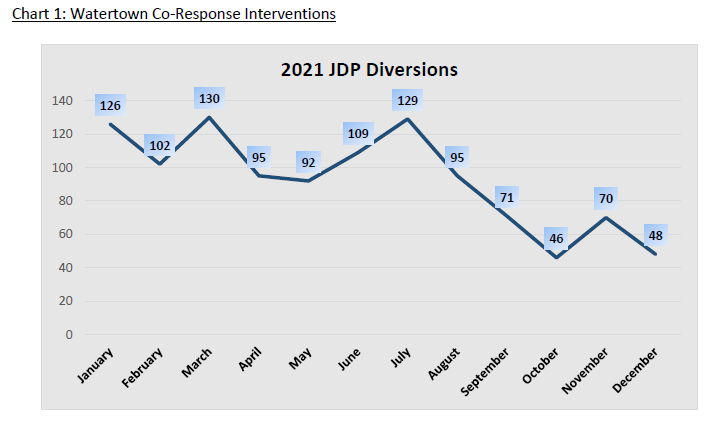 Chart 1: Watertown Co-Response Interventions
2021 JDP Diversions
140
120
100
80
60
40
20
0
126
102
130
95
92
109
129
95
71
46
70
48
January
February
March
April
May
June
July
August
September
October
November
December